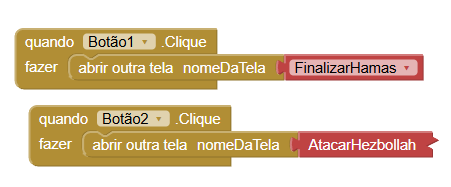 quando Botão1 .Clique
fazer abrir outra tela nomeDaTela FinalizarHamas
quando Botão2 .Clique
fazer abrir outra tela nomeDaTela AtacarHezbollah